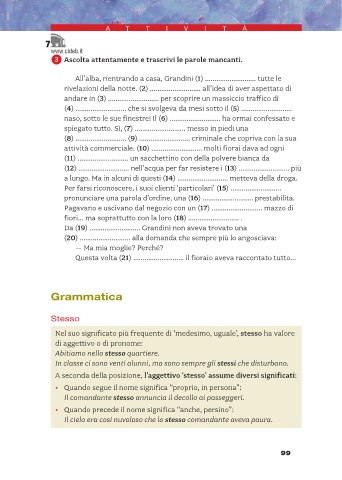 A T T I V I T À
7
www.cideb.it
3 Ascolta attentamente e trascrivi le parole mancanti.
All'alba, rientrando a casa, Grandini (1) .......................... tutte le
rivelazioni della notte. (2) .......................... all'idea di aver aspettato di
andare in (3) .......................... per scoprire un massiccio traffico di
(4) .......................... che si svolgeva da mesi sotto il (5) ..........................
naso, sotto le sue finestre! Il (6) .......................... ha ormai confessato e
spiegato tutto. Sì, (7) .......................... messo in piedi una
(8) .......................... (9) .......................... criminale che copriva con la sua
attività commerciale. (10) .......................... molti fiorai dava ad ogni
(11) .......................... un sacchettino con della polvere bianca da
(12) .......................... nell'acqua per far resistere i (13) .......................... più
a lungo. Ma in alcuni di questi (14) .......................... metteva della droga.
Per farsi riconoscere, i suoi clienti 'particolari' (15) ..........................
pronunciare una parola d'ordine, una (16) .......................... prestabilita.
Pagavano e uscivano dal negozio con un (17) .......................... mazzo di
fiori... ma soprattutto con la loro (18) .......................... .
Da (19) .......................... Grandini non aveva trovato una
(20) .......................... alla domanda che sempre più lo angosciava:
— Ma mia moglie? Perché?
Questa volta (21) .......................... il fioraio aveva raccontato tutto...
Grammatica
Stesso
Nel suo significato più frequente di 'medesimo, uguale', stesso ha valore
di aggettivo o di pronome:
Abitiamo nello stesso quartiere.
In classe ci sono venti alunni, ma sono sempre gli stessi che disturbano.
A seconda della posizione, l'aggettivo 'stesso' assume diversi significati:
• Quando segue il nome significa "proprio, in persona":
Il comandante stesso annuncia il decollo ai passeggeri.
• Quando precede il nome significa "anche, persino":
Il cielo era così nuvoloso che lo stesso comandante aveva paura.
99